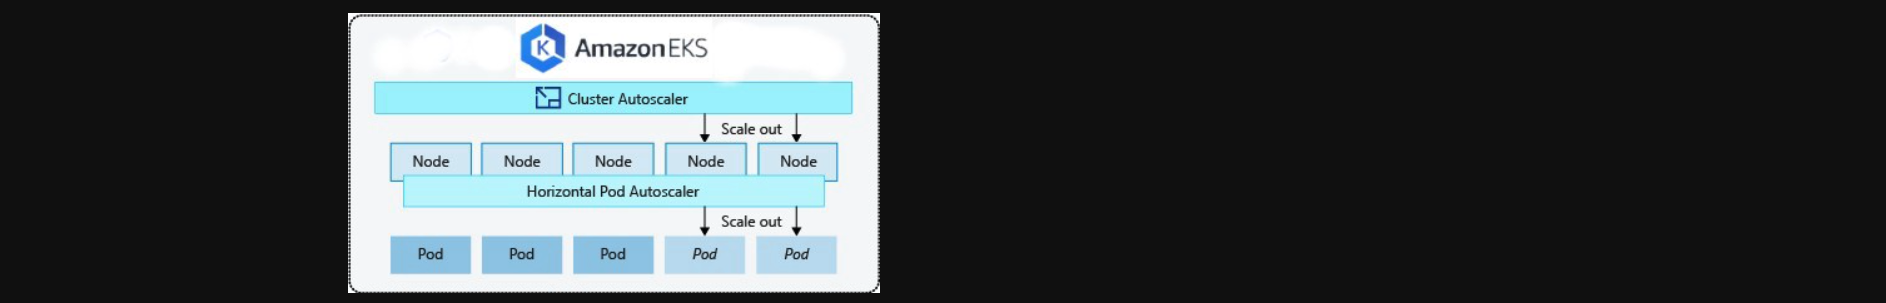 K Amazon EKS
Cluster Autoscaler
Scale out
Node Node Node Node Node
Horizontal Pod Autoscaler
Scale out
Pod Pod Pod Pod Pod